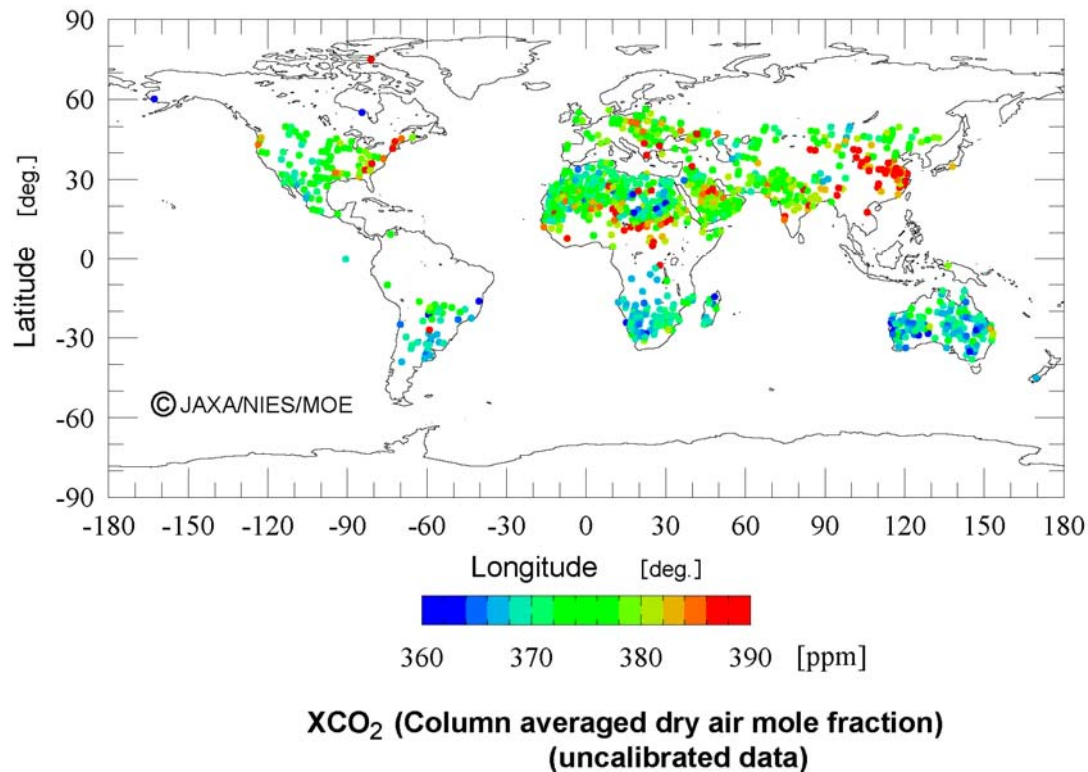 90
60
30
0
-30
-60
-90
Latitude [deg.]
© JAXA/NIES/MOE
-180 -150 -120 -90 -60 -30 0 30 60 90 120 150 180
Longitude [deg.]
360 370 380 390 [ppm]
XCO₂ (Column averaged dry air mole fraction)
(uncalibrated data)